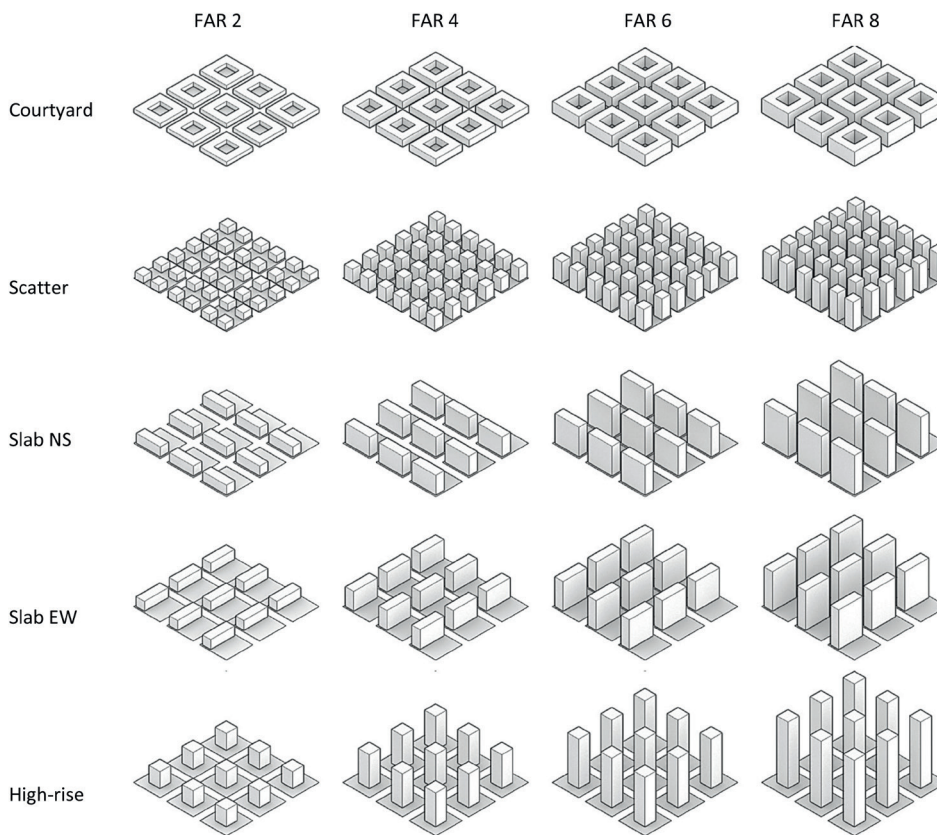 FAR 2 FAR 4 FAR 6 FAR 8
Courtyard
Scatter
Slab NS
Slab EW
High-rise